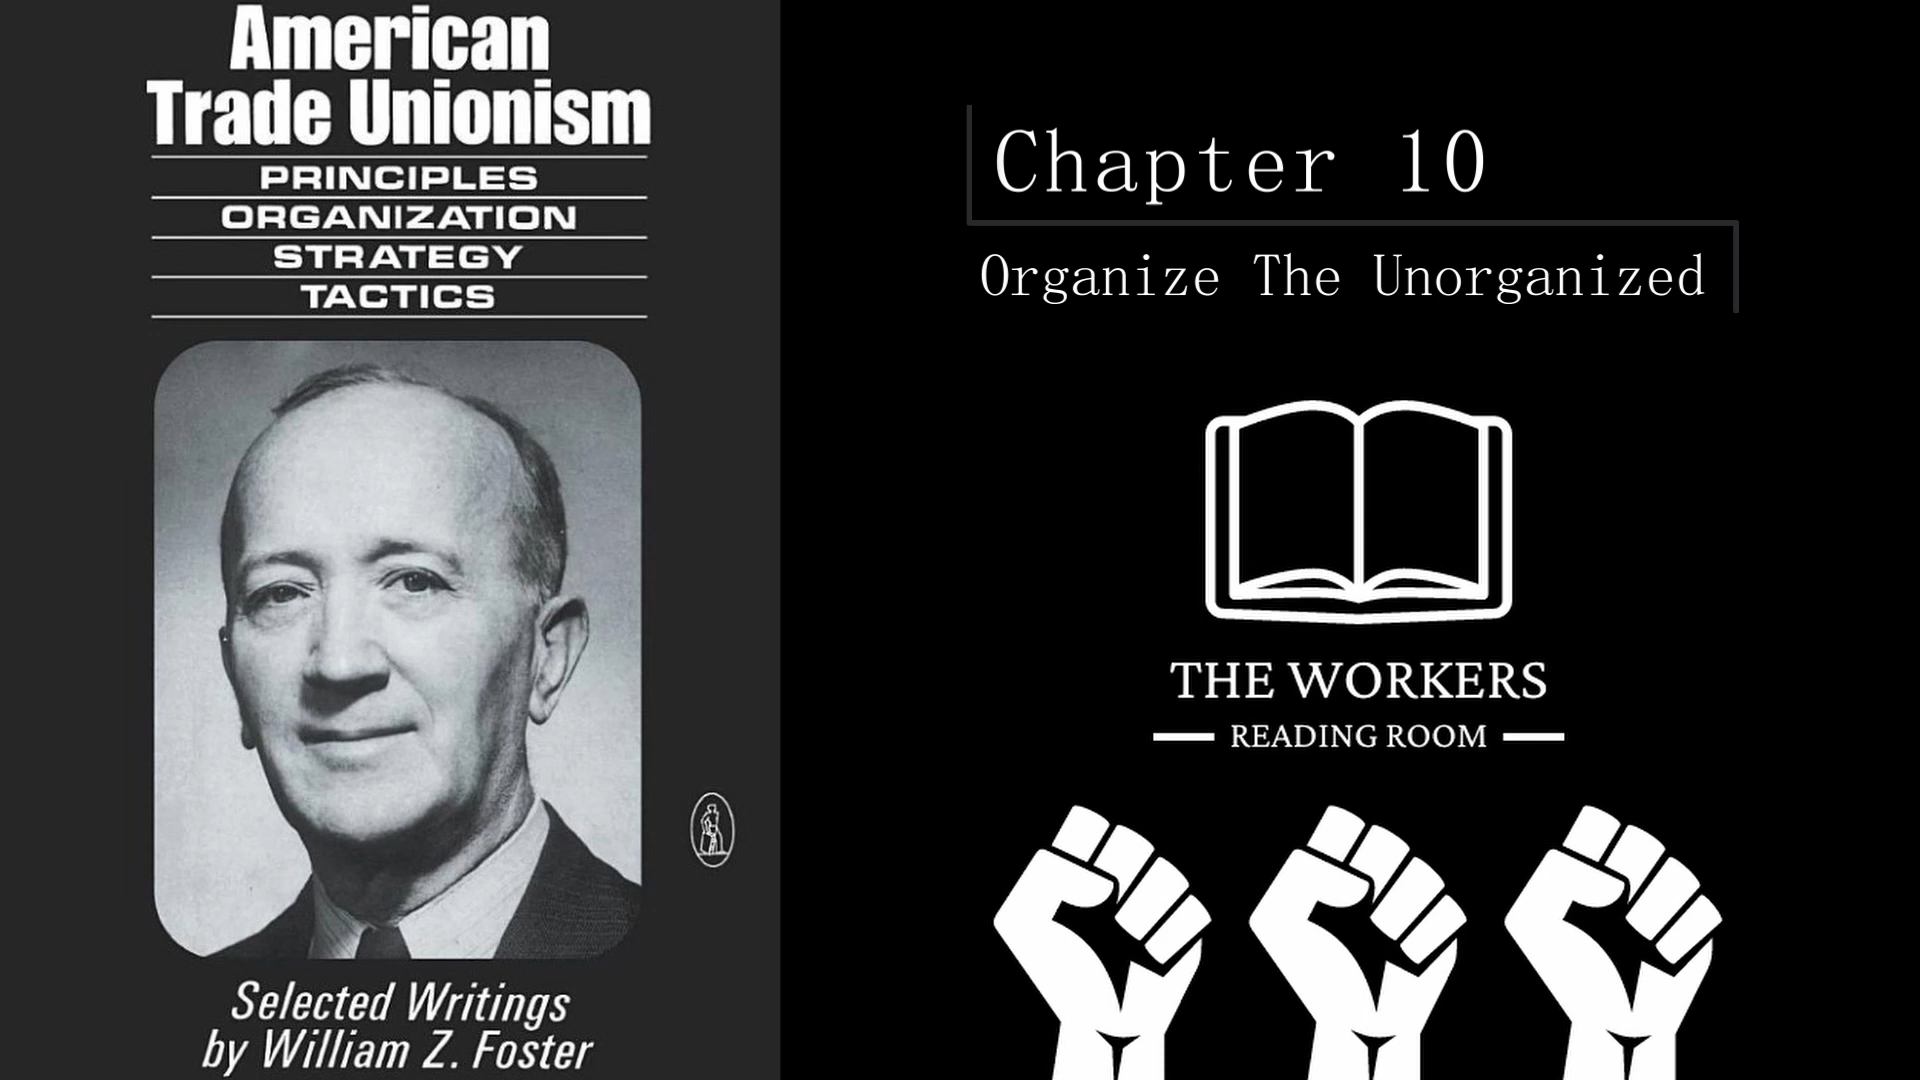 American
Trade Unionism
PRINCIPLES
ORGANIZATION
STRATEGY
TACTICS
Selected Writings
by William Z. Foster
Chapter 10
Organize The Unorganized
THE WORKERS
READING ROOM